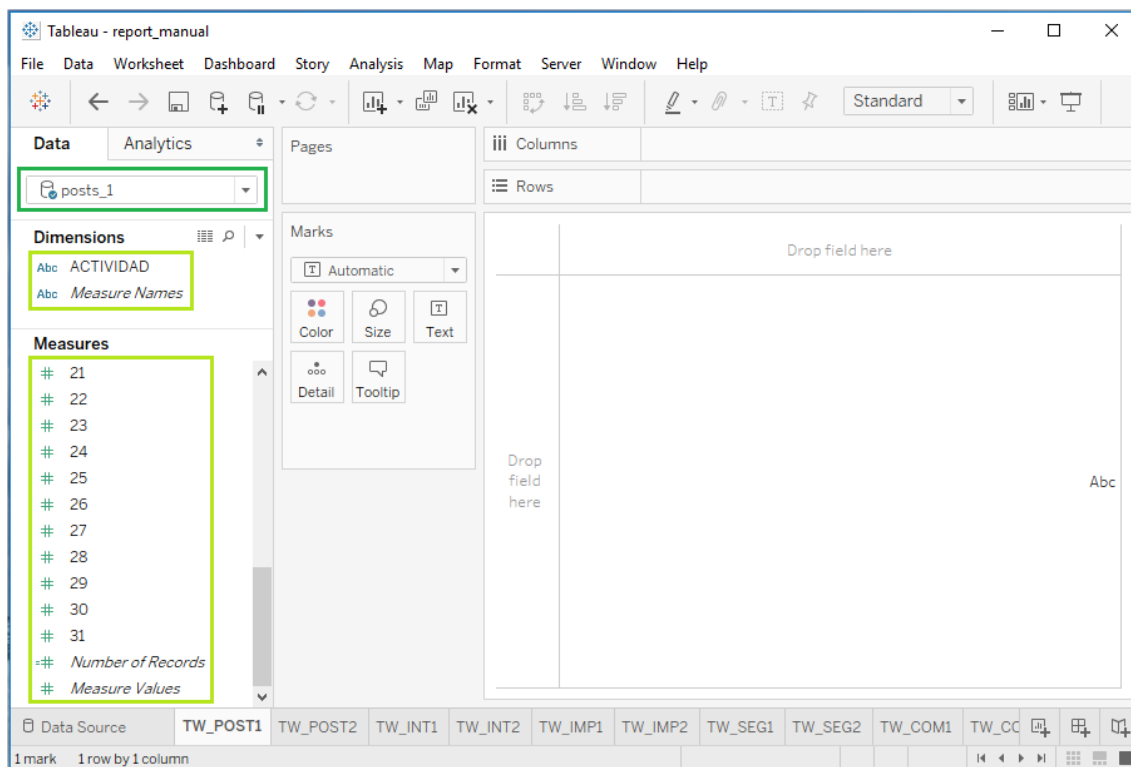 Tableau - report_manual
File Data Worksheet Dashboard Story Analysis Map Format Server Window Help
Standard
Data Analytics
posts_1
Dimensions
Abc ACTIVIDAD
Abc Measure Names
Measures
# 21
# 22
# 23
# 24
# 25
# 26
# 27
# 28
# 29
# 30
# 31
=# Number of Records
# Measure Values
Pages
Marks
T Automatic
Color Size Text
Detail Tooltip
Columns
Rows
Drop field here
Drop
field
here
Abc
Data Source TW_POST1 TW_POST2 TW_INT1 TW_INT2 TW_IMP1 TW_IMP2 TW_SEG1 TW_SEG2 TW_COM1 TW_CO
1 mark 1 row by 1 column